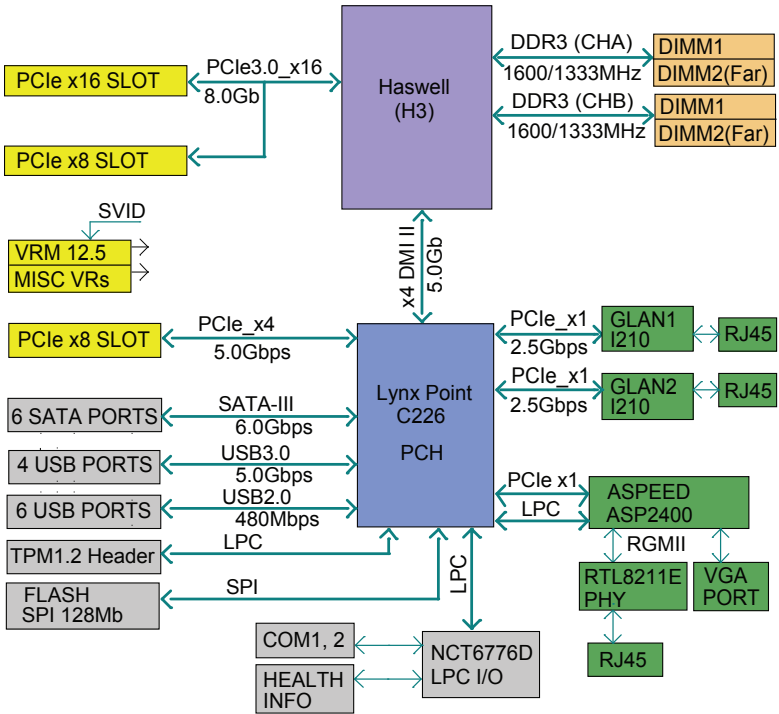 PCIe x16 SLOT
PCIe3.0_x16
8.0Gb
PCIe x8 SLOT
Haswell
(H3)
DDR3 (CHA)
1600/1333MHz
DIMM1
DIMM2(Far)
DDR3 (CHB)
1600/1333MHz
DIMM1
DIMM2(Far)
SVID
VRM 12.5
MISC VRs
x4 DMI II
5.0Gb
PCIe x8 SLOT
PCIe_x4
5.0Gbps
Lynx Point
C226
PCH
PCIe_x1
2.5Gbps
GLAN1
I210
RJ45
PCIe_x1
2.5Gbps
GLAN2
I210
RJ45
6 SATA PORTS
SATA-III
6.0Gbps
4 USB PORTS
USB3.0
5.0Gbps
6 USB PORTS
USB2.0
480Mbps
PCIe x1
LPC
ASPEED
ASP2400
TPM1.2 Header
LPC
RGMII
FLASH
SPI 128Mb
SPI
LPC
RTL8211E
PHY
VGA
PORT
RJ45
COM1, 2
HEALTH
INFO
NCT6776D
LPC I/O